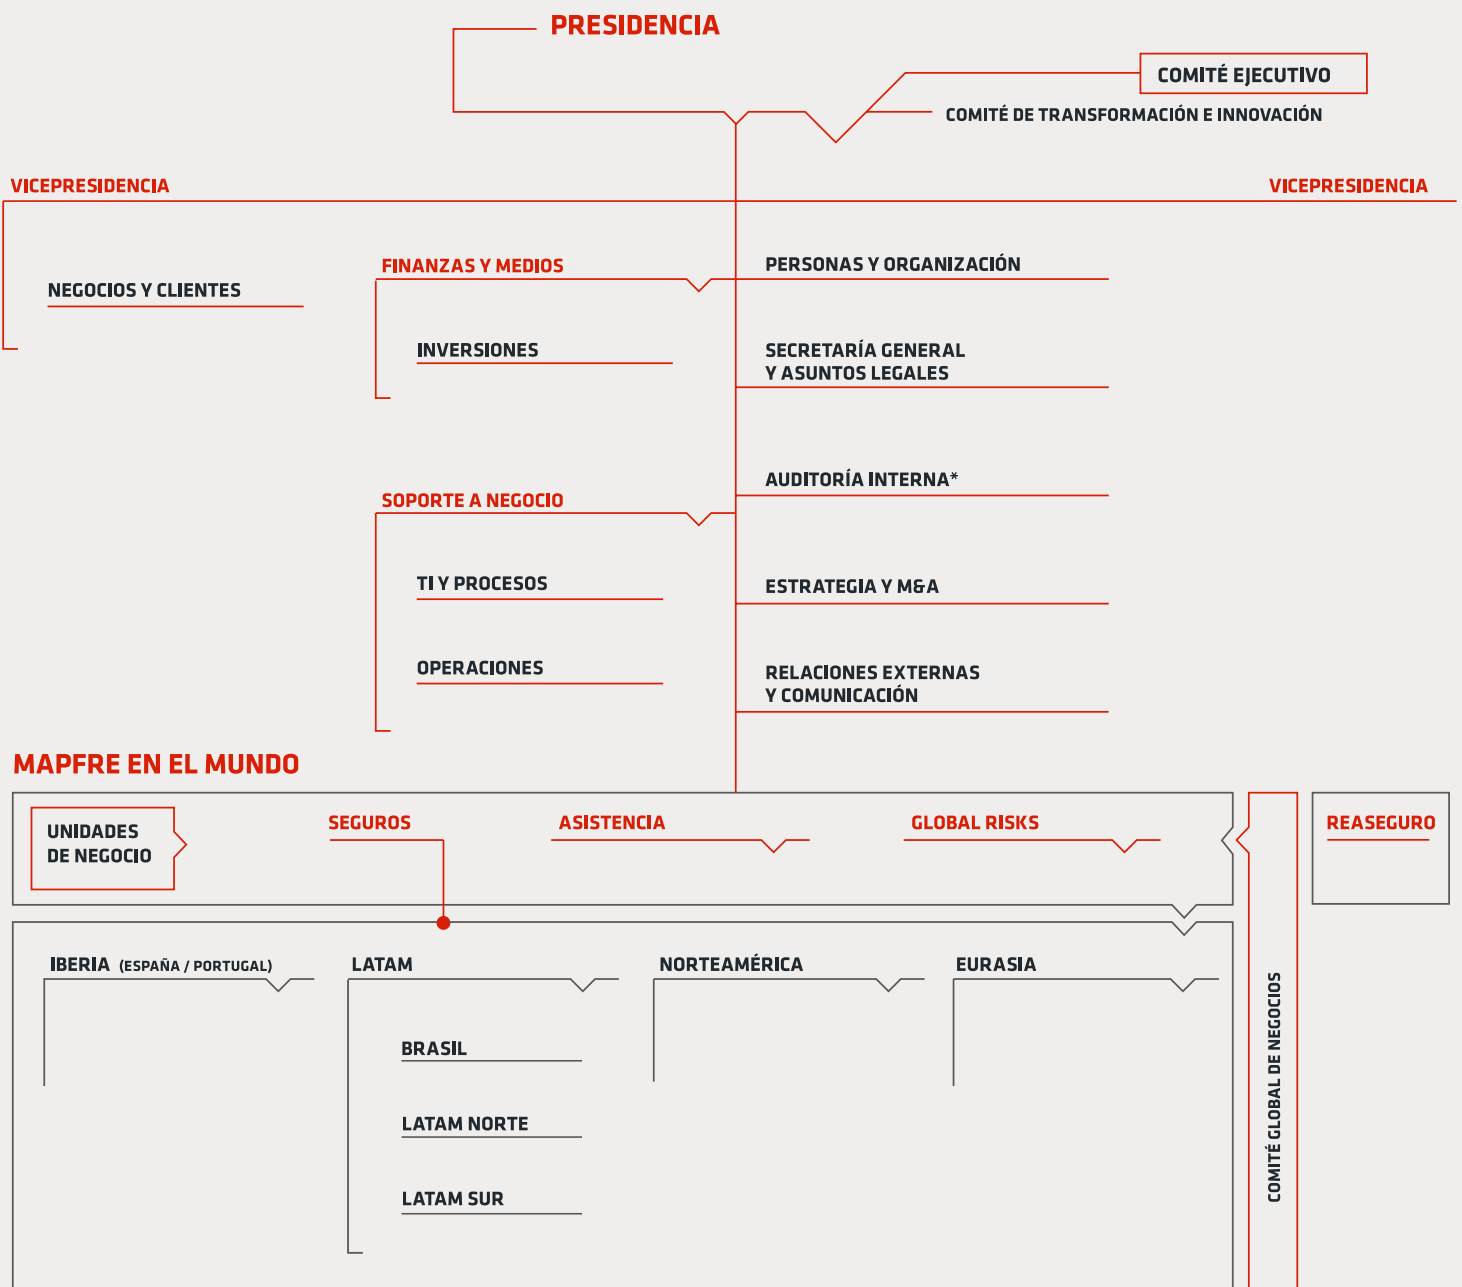 PRESIDENCIA
COMITÉ EJECUTIVO
COMITÉ DE TRANSFORMACIÓN E INNOVACIÓN
VICEPRESIDENCIA
VICEPRESIDENCIA
NEGOCIOS Y CLIENTES
FINANZAS Y MEDIOS
INVERSIONES
SOPORTE A NEGOCIO
TI Y PROCESOS
OPERACIONES
PERSONAS Y ORGANIZACIÓN
SECRETARÍA GENERAL
Y ASUNTOS LEGALES
AUDITORÍA INTERNA*
ESTRATEGIA Y M&A
RELACIONES EXTERNAS
Y COMUNICACIÓN
MAPFRE EN EL MUNDO
UNIDADES
DE NEGOCIO
SEGUROS
ASISTENCIA
GLOBAL RISKS
REASEGURO
IBERIA (ESPAÑA / PORTUGAL)
LATAM
BRASIL
LATAM NORTE
LATAM SUR
NORTEAMÉRICA
EURASIA
COMITÉ GLOBAL DE NEGOCIOS